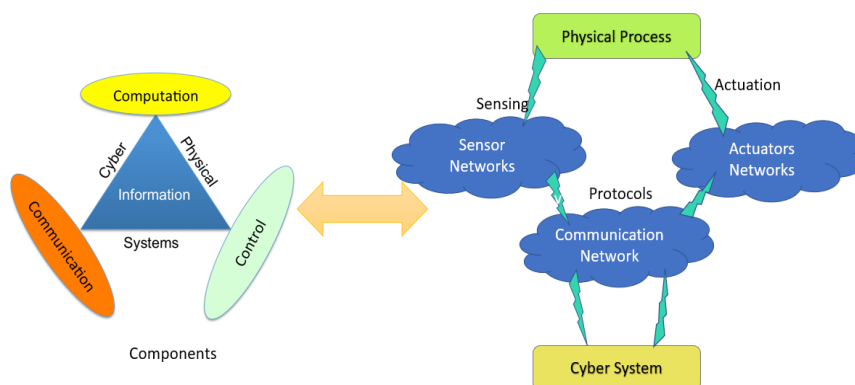 Computation
Cyber
Physical
Information
Systems
Communication
Control
Components
Physical Process
Sensing
Actuation
Sensor
Networks
Actuators
Networks
Protocols
Communication
Network
Cyber System